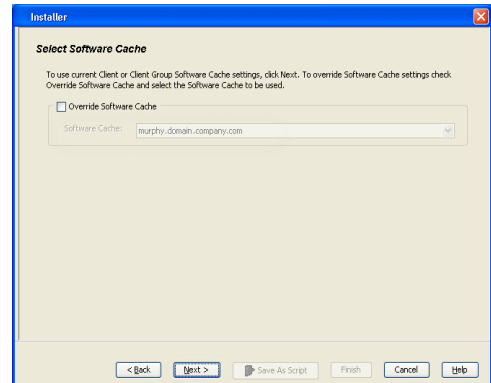 Installer
Select Software Cache
To use current Client or Client Group Software Cache settings, click Next. To override Software Cache settings check
Override Software Cache and select the Software Cache to be used.
Override Software Cache
Software Cache: murphy.domain.company.com
< Back Next > Save As Script Finish Cancel Help